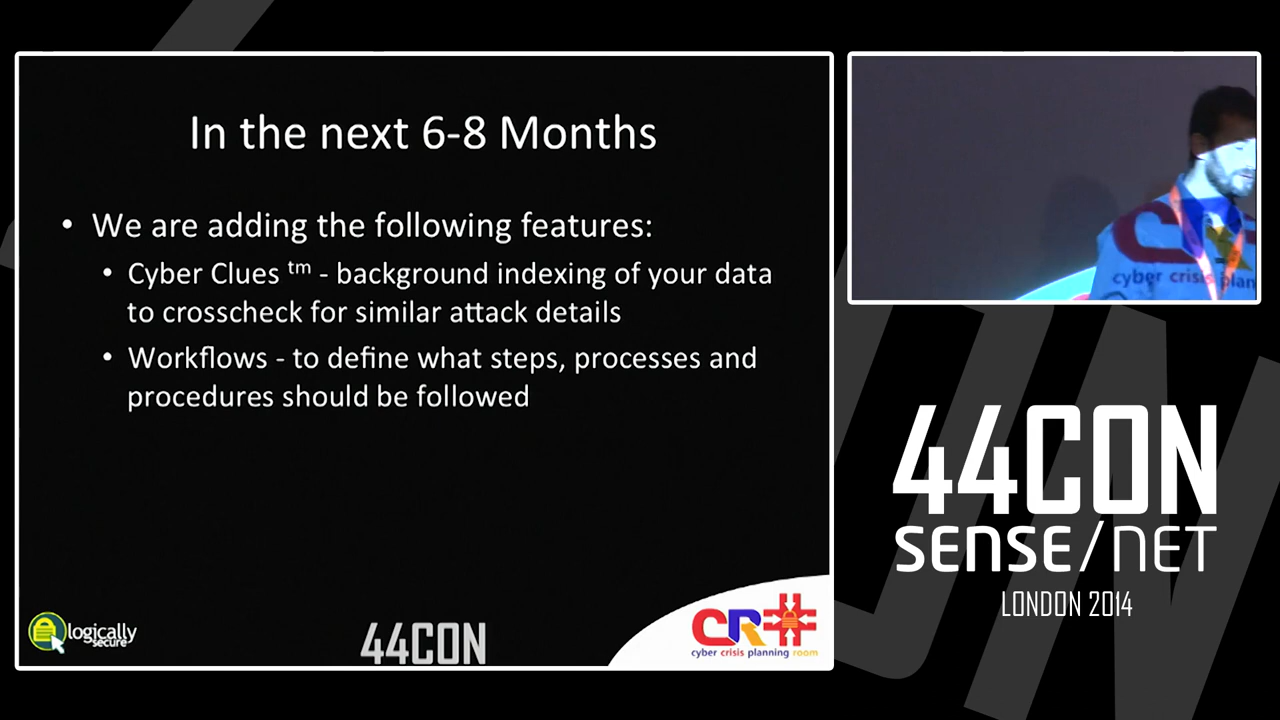 In the next 6-8 Months
• We are adding the following features:
• Cyber Clues ™ - background indexing of your data
to crosscheck for similar attack details
• Workflows - to define what steps, processes and
procedures should be followed
logically
secure
44CON
CR
cyber crisis planning room
C
cyber crisis plan
44CON
SENSE/NET
LONDON 2014